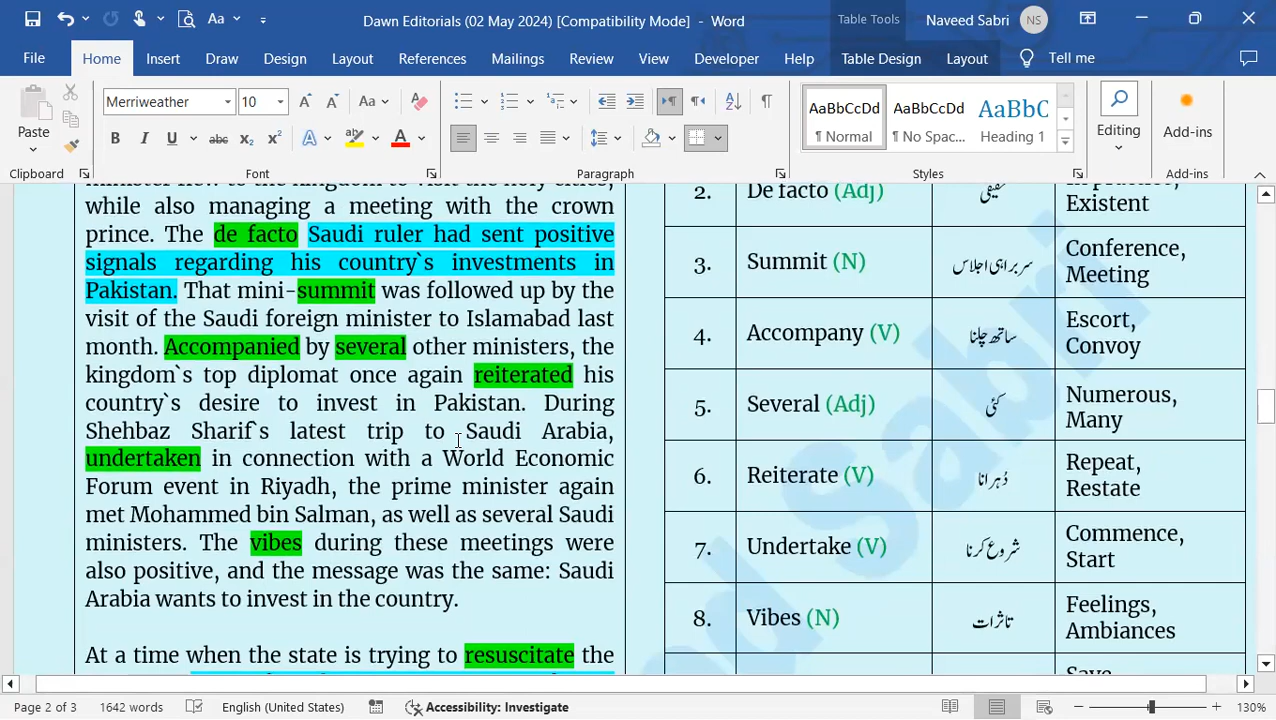 Dawn Editorials (02 May 2024) [Compatibility Mode] - Word
Table Tools
Naveed Sabri
NS
File
Home
Insert
Draw
Design
Layout
References
Mailings
Review
View
Developer
Help
Table Design
Layout
Tell me
Paste
Clipboard
Merriweather
10
Font
Paragraph
AaBbCcDd
¶ Normal
AaBbCcDd
¶ No Spac...
AaBbCc
Heading 1
Styles
Editing
Add-ins
Add-ins
while also managing a meeting with the crown
prince. The de facto Saudi ruler had sent positive
signals regarding his country`s investments in
Pakistan. That mini-summit was followed up by the
visit of the Saudi foreign minister to Islamabad last
month. Accompanied by several other ministers, the
kingdom`s top diplomat once again reiterated his
country`s desire to invest in Pakistan. During
Shehbaz Sharif`s latest trip to Saudi Arabia,
undertaken in connection with a World Economic
Forum event in Riyadh, the prime minister again
met Mohammed bin Salman, as well as several Saudi
ministers. The vibes during these meetings were
also positive, and the message was the same: Saudi
Arabia wants to invest in the country.
At a time when the state is trying to resuscitate the
2. De facto (Adj) حقیقی
Existent
3. Summit (N) سربراہی اجلاس Conference,
Meeting
4. Accompany (V) ساتھ چلنا Escort,
Convoy
5. Several (Adj) کئی Numerous,
Many
6. Reiterate (V) دُہرانا Repeat,
Restate
7. Undertake (V) شروع کرنا Commence,
Start
8. Vibes (N) تاثرات Feelings,
Ambiances
Save
Page 2 of 3
1642 words
English (United States)
Accessibility: Investigate
130%